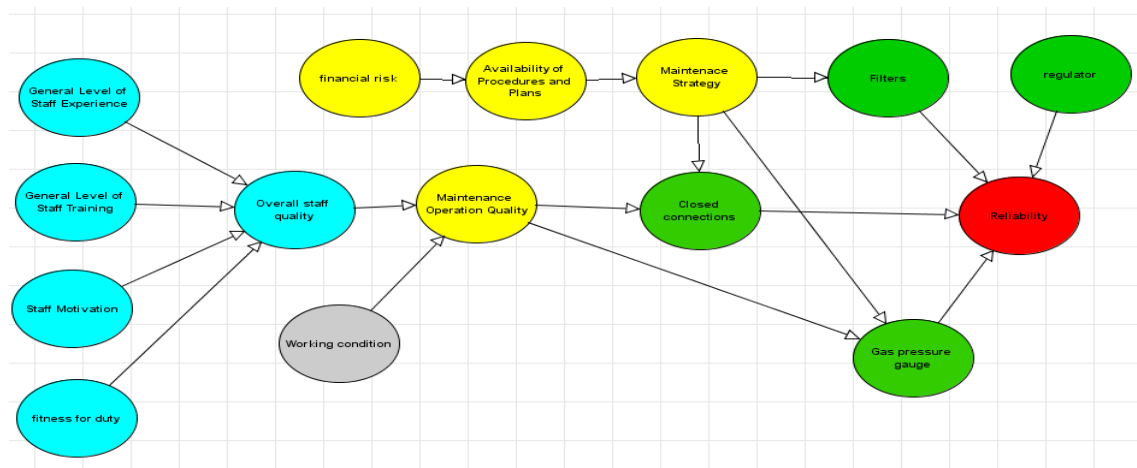 financial risk
Availability of
Procedures and
Plans
Maintenace
Strategy
Filters
regulator
General Level of
Staff Experience
General Level of
Staff Training
Overall staff
quality
Maintenance
Operation Quality
Closed
connections
Reliability
Staff Motivation
Working condition
Gas pressure
gauge
fitness for duty